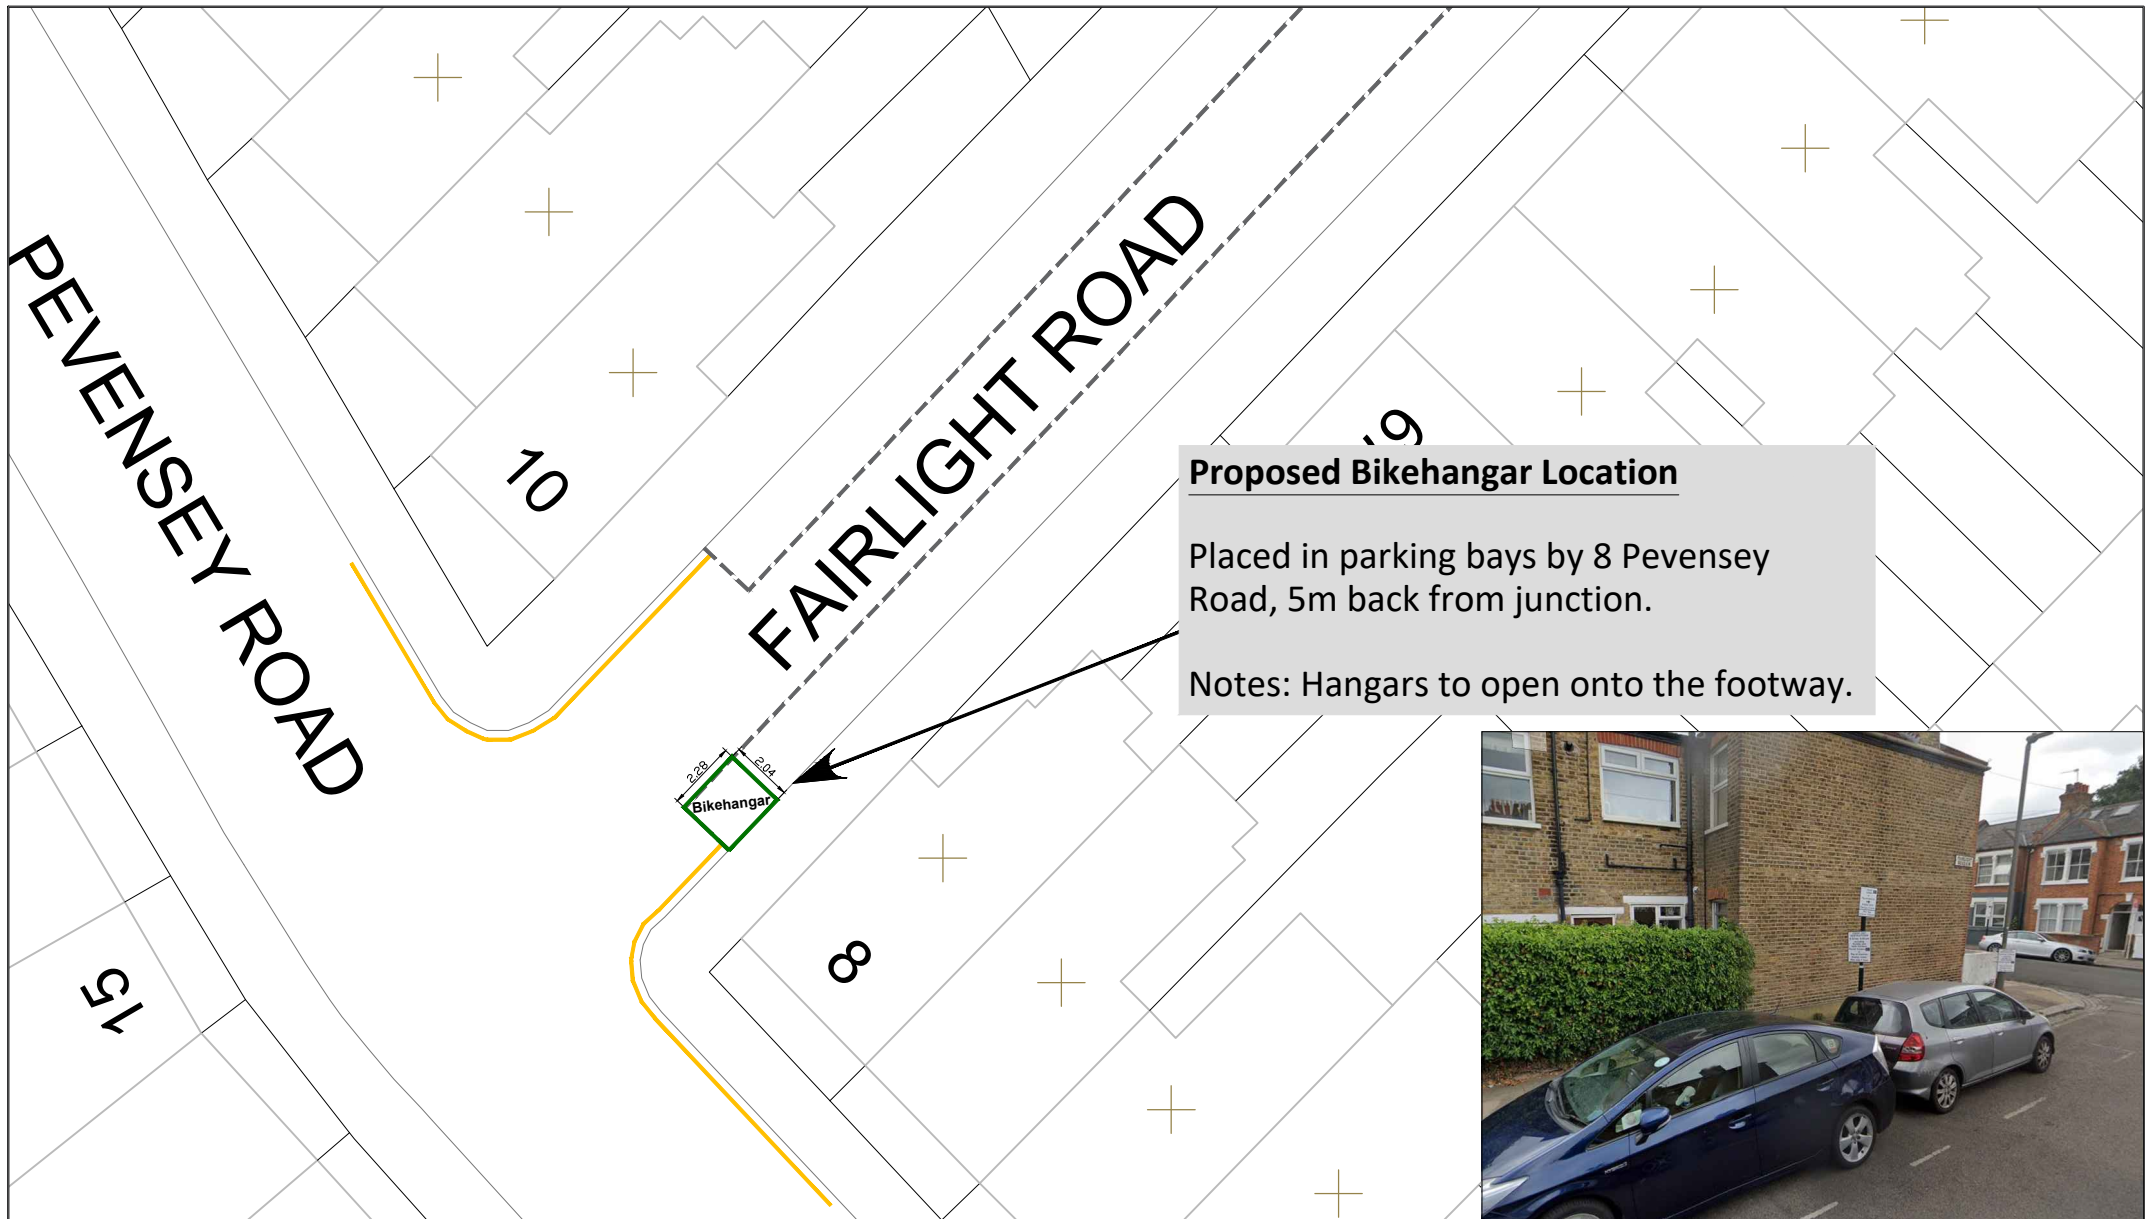 PEVENSEY ROAD
10
FAIRLIGHT ROAD
Proposed Bikehangar Location
Placed in parking bays by 8 Pevensey
Road, 5m back from junction.
Notes: Hangars to open onto the footway.
2.28
2.04
Bikehangar
8
15